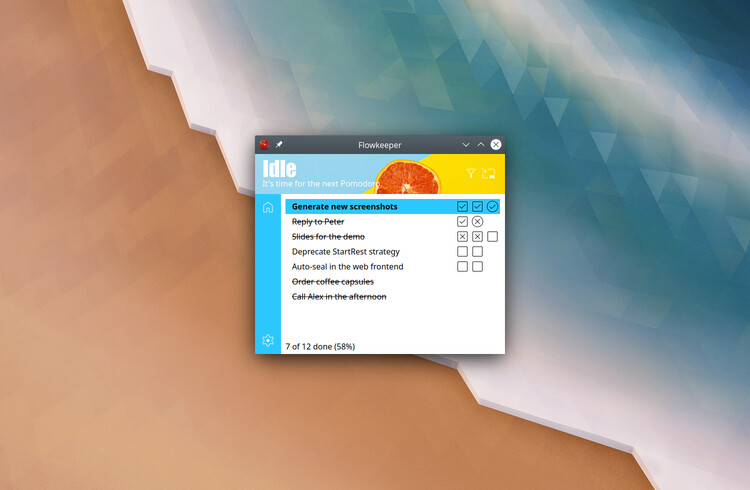 Flowkeeper
Idle
It's time for the next Pomodoro.
Generate new screenshots
Reply to Peter
Slides for the demo
Deprecate StartRest strategy
Auto-seal in the web frontend
Order coffee capsules
Call Alex in the afternoon
7 of 12 done (58%)